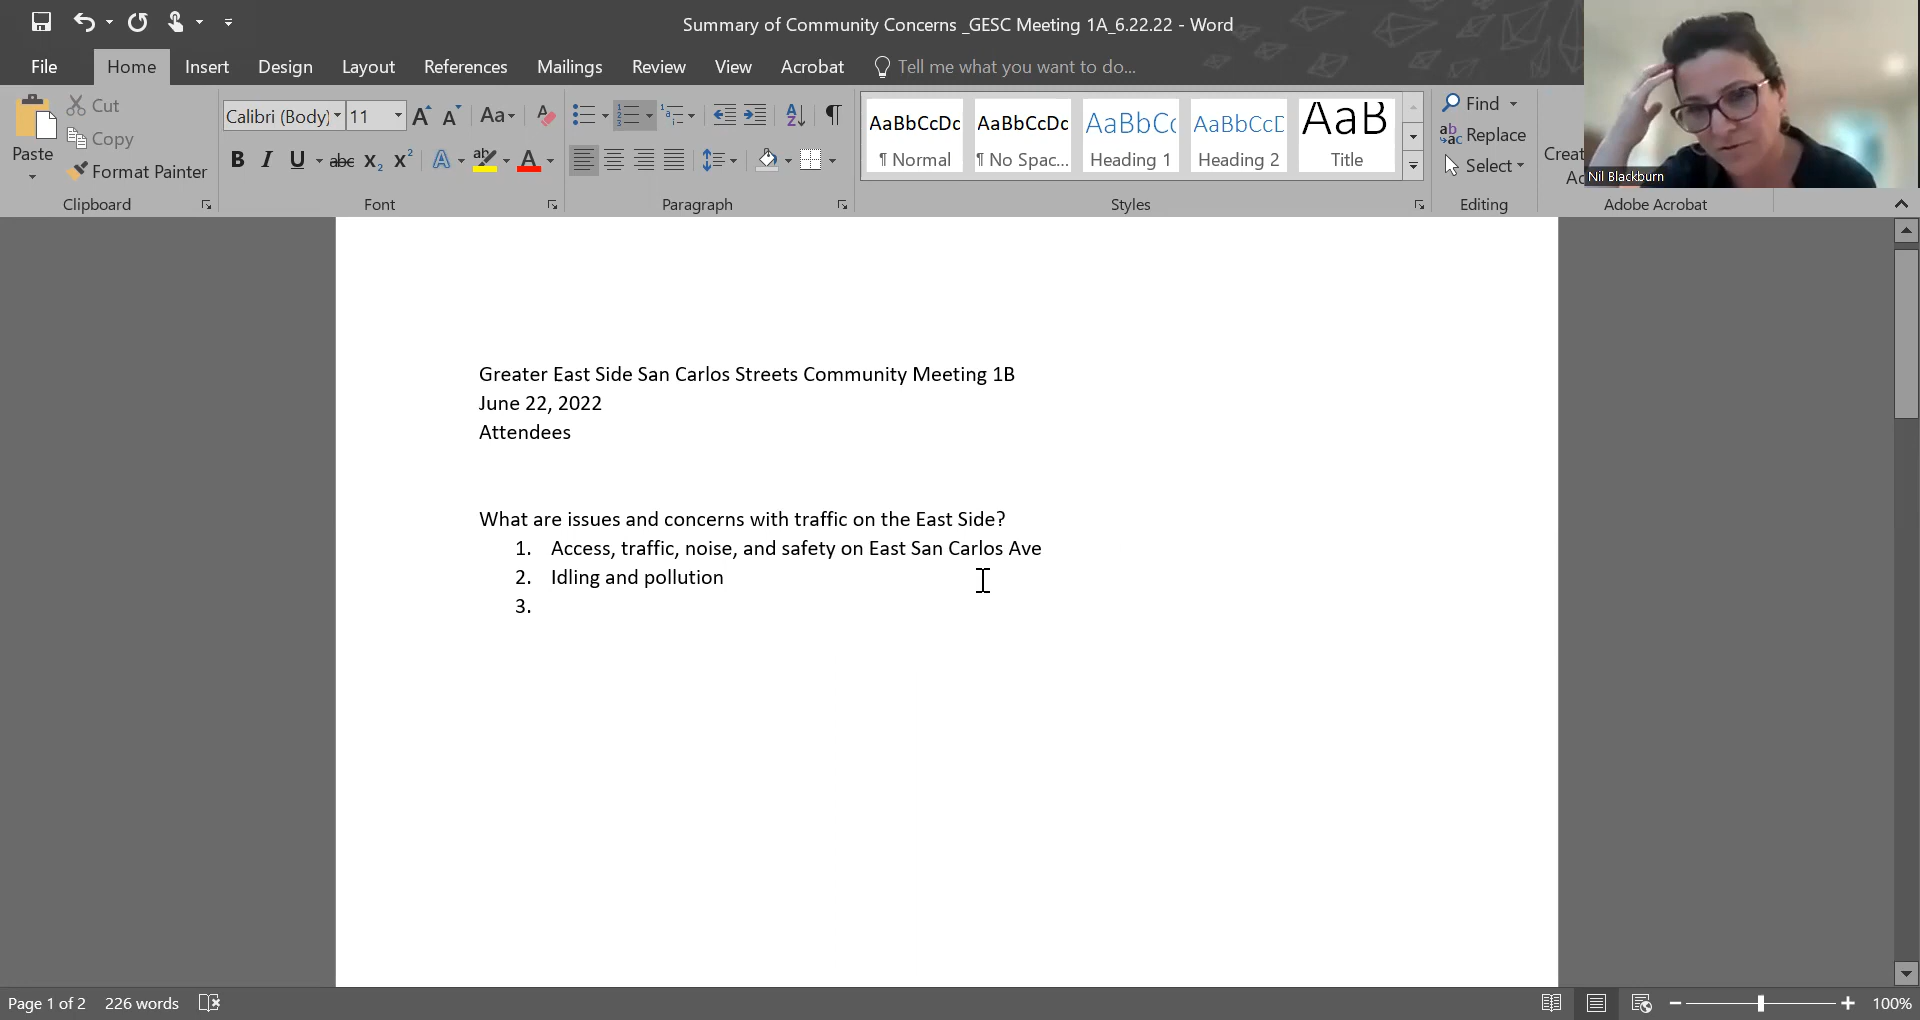 Summary of Community Concerns _GESC Meeting 1A_6.22.22 - Word
File Home Insert Design Layout References Mailings Review View Acrobat Tell me what you want to do...
Paste
Cut
Copy
Format Painter
Clipboard
Calibri (Body) 11
Font
Paragraph
AaBbCcDc AaBbCcDc AaBbCc AaBbCcD AaB
¶ Normal ¶ No Spac... Heading 1 Heading 2 Title
Styles
Find
Replace
Select
Editing
Creat
Ac
Adobe Acrobat
Nil Blackburn
Greater East Side San Carlos Streets Community Meeting 1B
June 22, 2022
Attendees
What are issues and concerns with traffic on the East Side?
1. Access, traffic, noise, and safety on East San Carlos Ave
2. Idling and pollution
3.
Page 1 of 2 226 words
100%